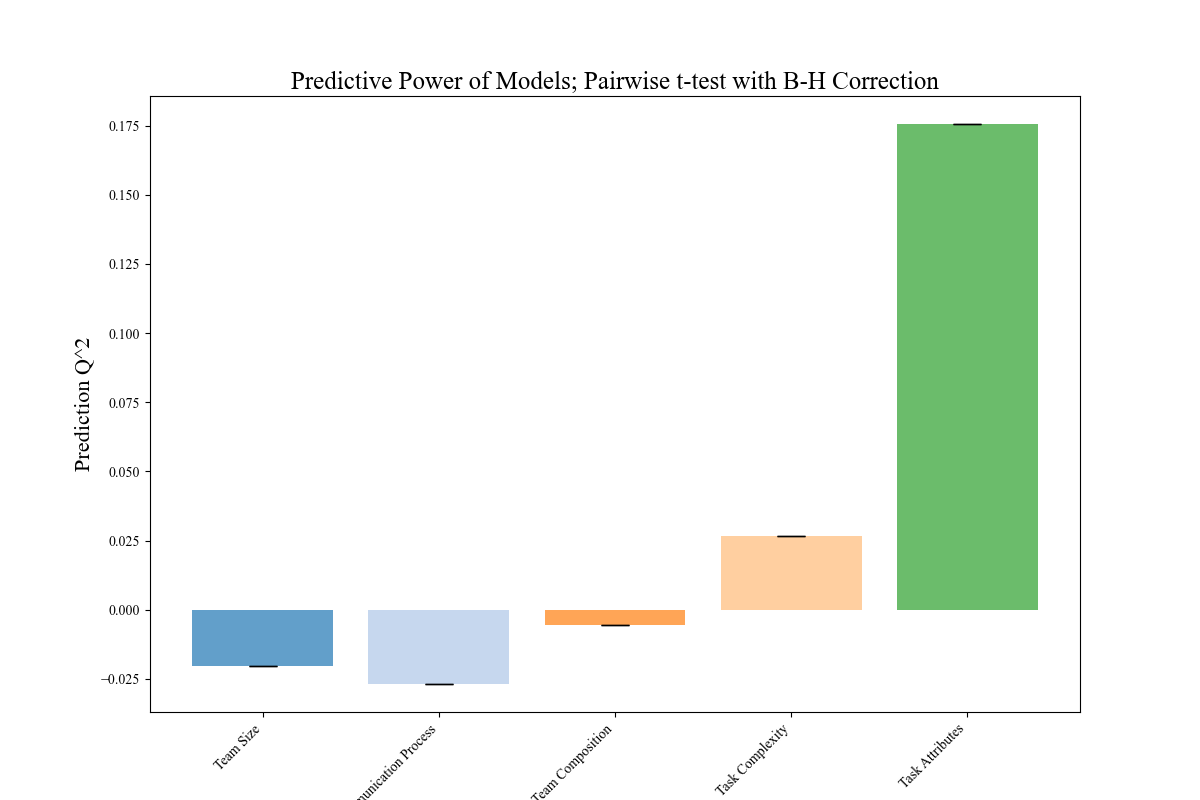 Predictive Power of Models; Pairwise t-test with B-H Correction
Prediction Q^2
0.175
0.150
0.125
0.100
0.075
0.050
0.025
0.000
−0.025
Team Size
Process
Team Composition
Task Complexity
Task Attributes